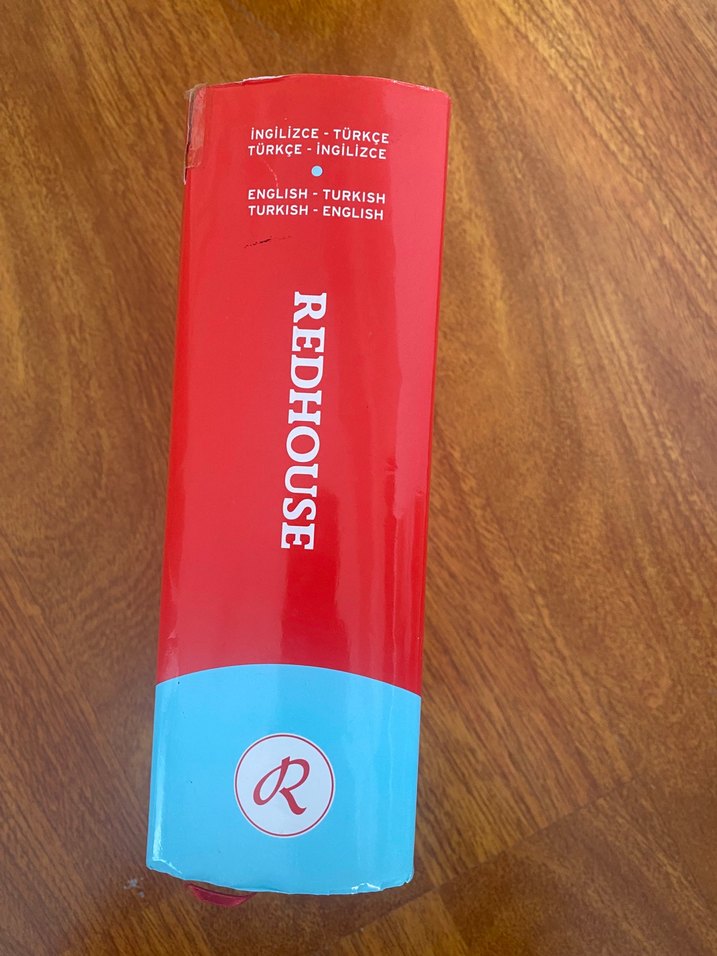 İNGİLİZCE - TÜRKÇE
TÜRKÇE - İNGİLİZCE
ENGLISH - TURKISH
TURKISH - ENGLISH
REDHOUSE
R